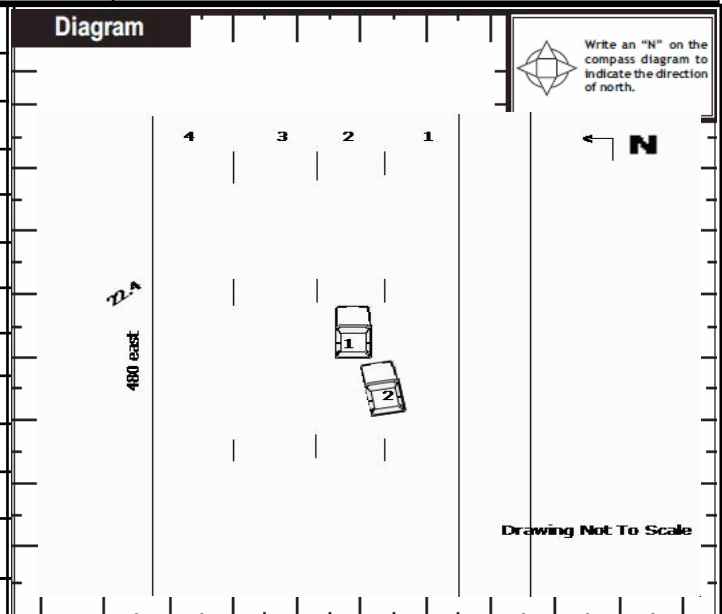 Diagram
Write an "N" on the
compass diagram to
indicate the direction
of north.
4 3 2 1
N
22.4
480 east
1
2
Drawing Not To Scale